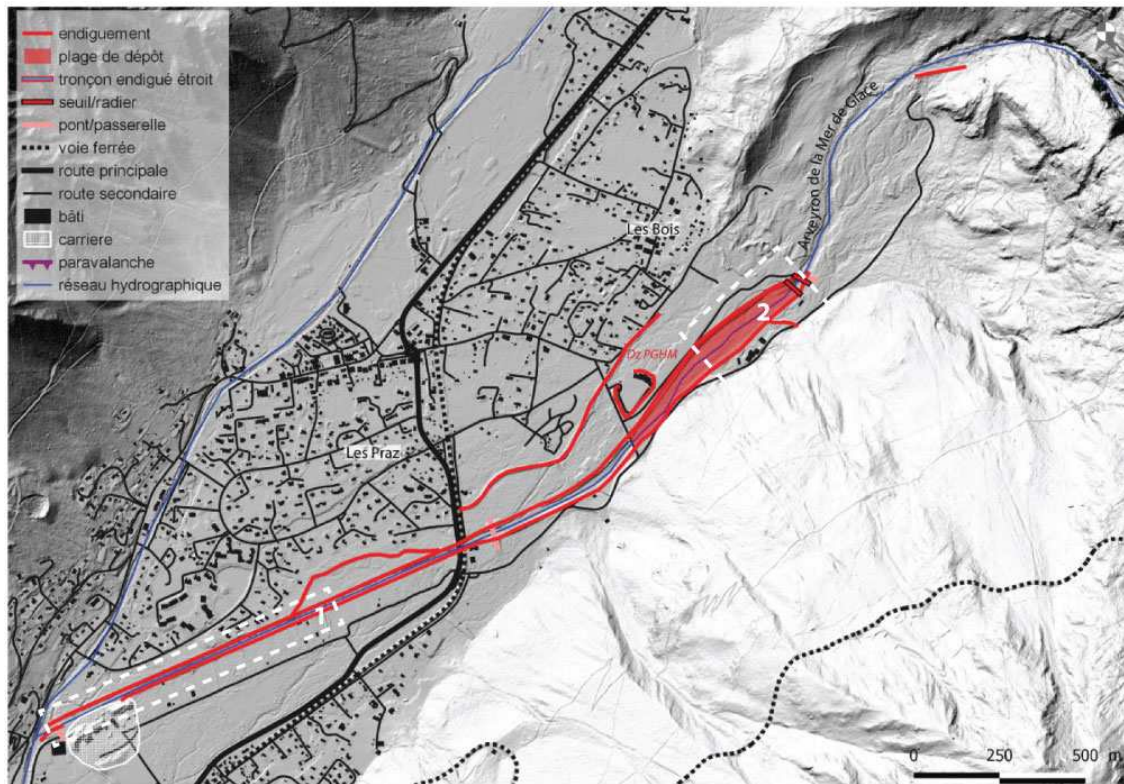 endiguement
plage de dépôt
tronçon endigué étroit
seuil/radier
pont/passerelle
voie ferrée
route principale
route secondaire
bâti
carriere
paravalanche
réseau hydrographique
Arveyron de la Mer de Glace
Les Bois
2
Dz PGHM
Les Praz
1
0 250 500 m